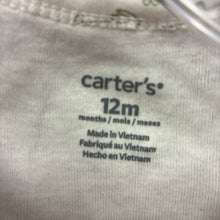 carter's®
12m
months / mois / meses
Made in Vietnam
Fabriqué au Vietnam
Hecho en Vietnam